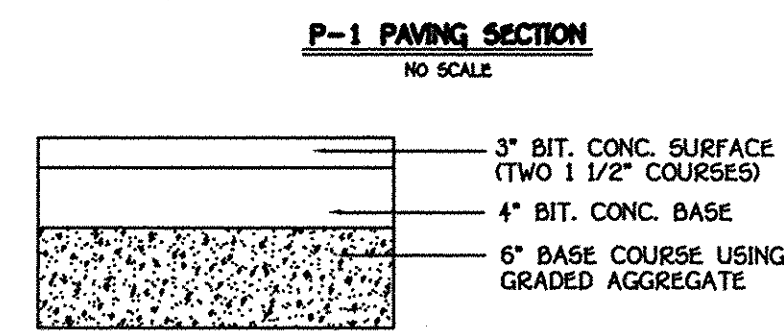 P-1 PAVING SECTION
NO SCALE
3" BIT. CONC. SURFACE
(TWO 1 1/2" COURSES)
4" BIT. CONC. BASE
6" BASE COURSE USING
GRADED AGGREGATE